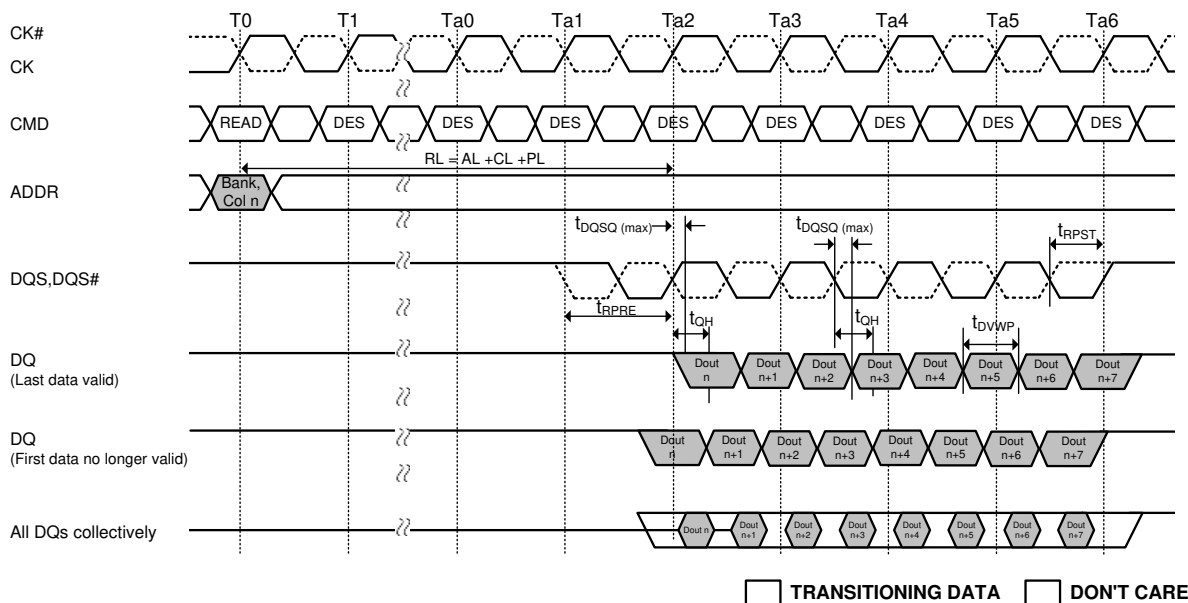 T0 T1 Ta0 Ta1 Ta2 Ta3 Ta4 Ta5 Ta6
CK#
CK
CMD READ DES DES DES DES DES DES DES DES
RL = AL +CL +PL
ADDR Bank,
Col n
tDQSQ (max) tDQSQ (max) tRPST
DQS,DQS#
tRPRE tQH tQH tDVWP
DQ
(Last data valid)
Dout Dout Dout Dout Dout Dout Dout Dout
n n+1 n+2 n+3 n+4 n+5 n+6 n+7
DQ
(First data no longer valid)
Dout Dout Dout Dout Dout Dout Dout Dout
n n+1 n+2 n+3 n+4 n+5 n+6 n+7
All DQs collectively
Dout n Dout Dout Dout Dout Dout Dout Dout
n+1 n+2 n+3 n+4 n+5 n+6 n+7
TRANSITIONING DATA DON'T CARE